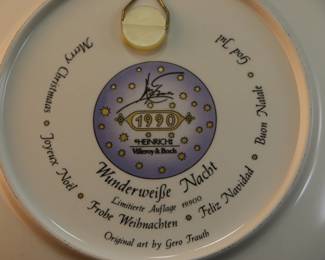 Merry Christmaas
God Jul
1990
HEINRICH
Villeroy & Boch
Wunderweiße Nacht
Limitierte Auflage 19900
Joyeux Noël
Frohe Weihnachten
Feliz Navidad
Buon Natale
Original art by Gero Trauth